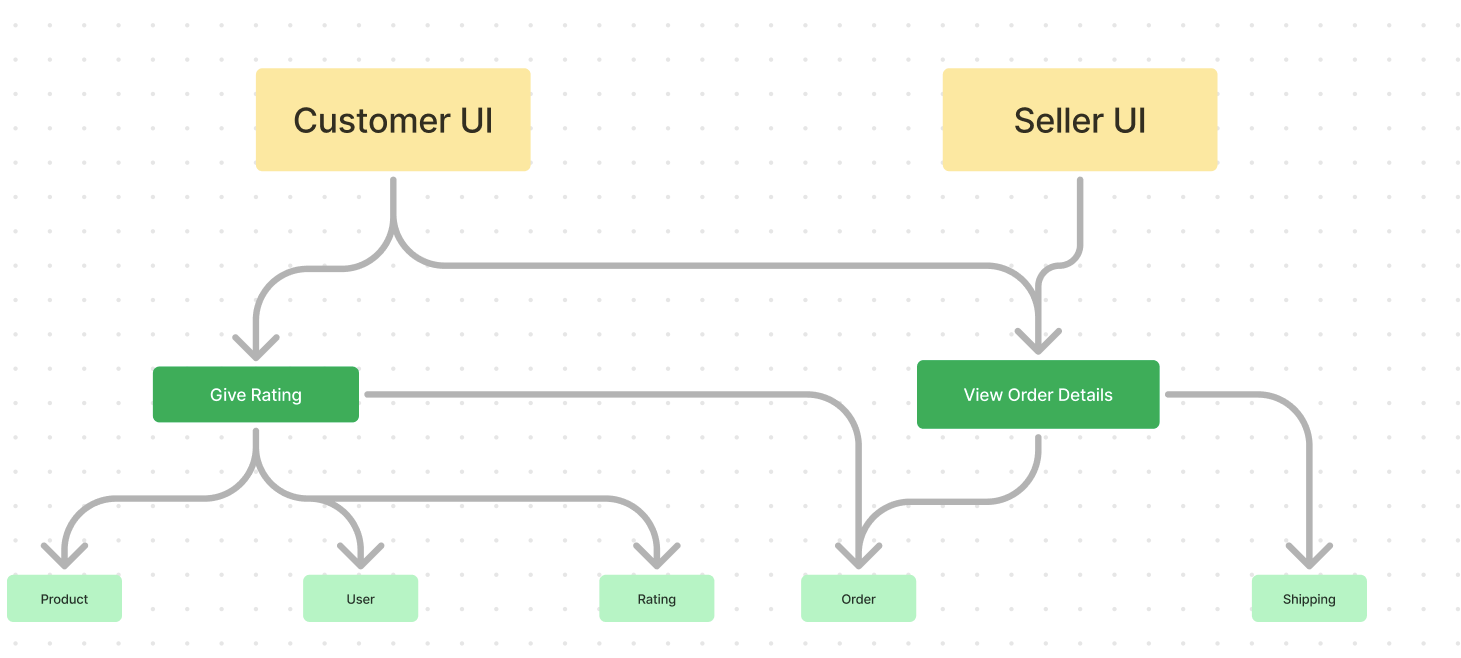 Customer UI
Seller UI
Give Rating
View Order Details
Product
User
Rating
Order
Shipping